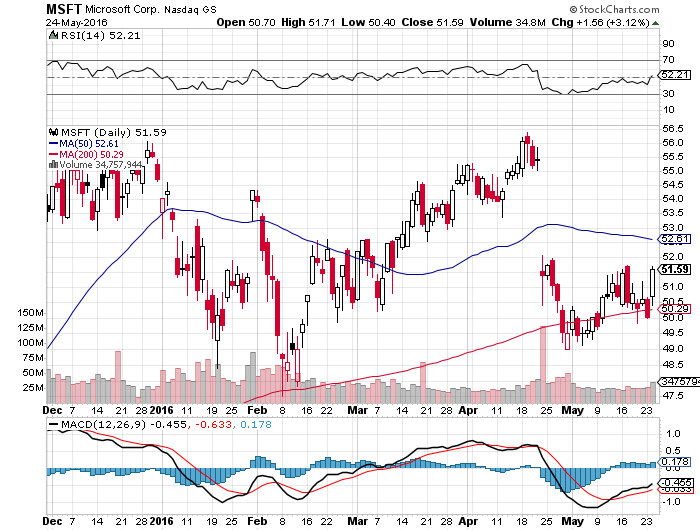 MSFT Microsoft Corp. Nasdaq GS © StockCharts.com
24-May-2016 Open 50.70 High 51.71 Low 50.40 Close 51.59 Volume 34.8M Chg +1.56 (+3.12%)
RSI(14) 52.21
90
70
52.21
30
10
MSFT (Daily) 51.59
MA(50) 52.61
MA(200) 50.29
Volume 34,757,944
56.5
56.0
55.5
55.0
54.5
54.0
53.5
53.0
52.61
52.0
51.59
51.0
50.5
50.29
50.0
49.5
49.0
48.5
47.5
150M
125M
100M
75M
50M
25M
3475794
Dec 7 14 21 28 2016 11 19 25 Feb 8 16 22 Mar 7 14 21 28 Apr 11 18 25 May 9 16 23
MACD(12,26,9) -0.455, -0.633, 0.178
1.0
0.5
0.178
0.0
-0.455
-0.633
-1.0
Dec 7 14 21 28 2016 11 19 25 Feb 8 16 22 Mar 7 14 21 28 Apr 11 18 25 May 9 16 23